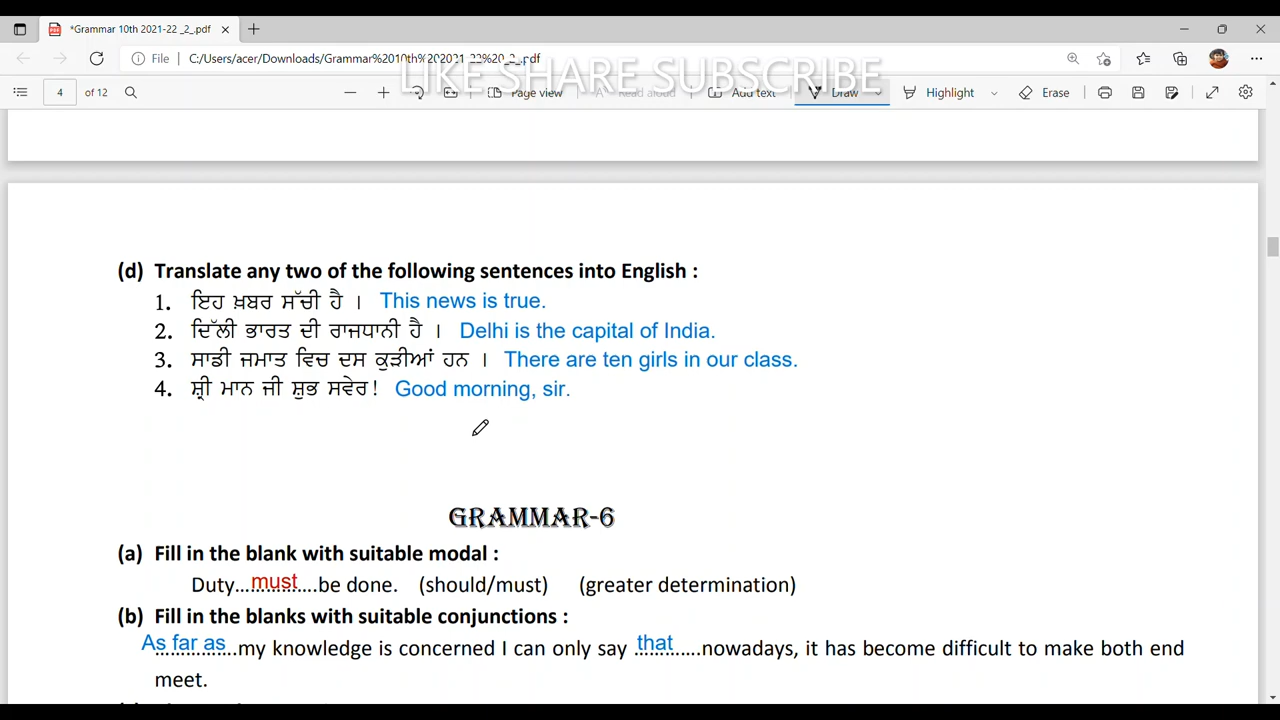 *Grammar 10th 2021-22 _2_.pdf
File C:/Users/acer/Downloads/Grammar%2010th%202021-22%20_2_.pdf
LIKE SHARE SUBSCRIBE
4 of 12 Page view Read aloud Add text Draw Highlight Erase
(d) Translate any two of the following sentences into English :
1. ਇਹ ਖ਼ਬਰ ਸੱਚੀ ਹੈ । This news is true.
2. ਦਿੱਲੀ ਭਾਰਤ ਦੀ ਰਾਜਧਾਨੀ ਹੈ । Delhi is the capital of India.
3. ਸਾਡੀ ਜਮਾਤ ਵਿਚ ਦਸ ਕੁੜੀਆਂ ਹਨ । There are ten girls in our class.
4. ਸ਼੍ਰੀ ਮਾਨ ਜੀ ਸ਼ੁਭ ਸਵੇਰ! Good morning, sir.
GRAMMAR-6
(a) Fill in the blank with suitable modal :
Duty...must...be done. (should/must) (greater determination)
(b) Fill in the blanks with suitable conjunctions :
As far as my knowledge is concerned I can only say that nowadays, it has become difficult to make both end
meet.